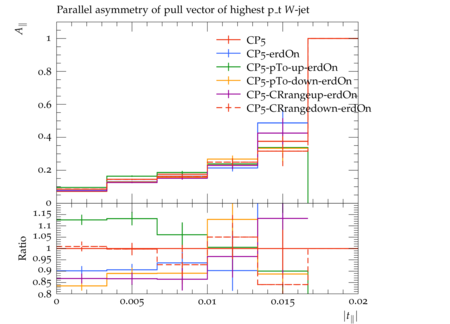 Parallel asymmetry of pull vector of highest p_t W-jet
A∥
1
0.8
0.6
0.4
0.2
0
CP5
CP5-erdOn
CP5-pTo-up-erdOn
CP5-pTo-down-erdOn
CP5-CRrangeup-erdOn
CP5-CRrangedown-erdOn
Ratio
1.15
1.1
1.05
1
0.95
0.9
0.85
0.8
0
0.005
0.01
0.015
0.02
|t∥|